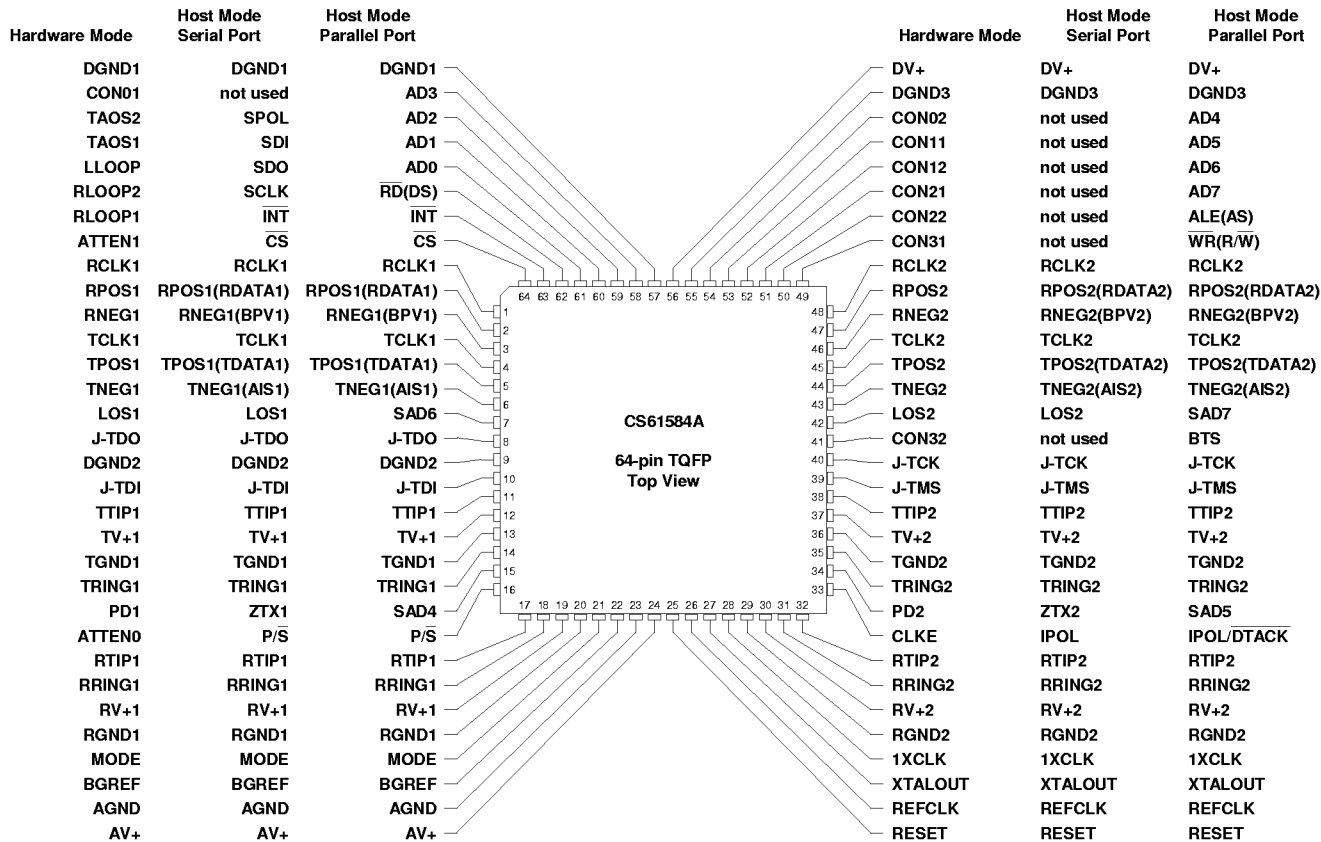 Host Mode Host Mode Host Mode Host Mode
Hardware Mode Serial Port Parallel Port Hardware Mode Serial Port Parallel Port
DGND1 DGND1 DGND1 DV+ DV+ DV+
CON01 not used AD3 DGND3 DGND3 DGND3
TAOS2 SPOL AD2 CON02 not used AD4
TAOS1 SDI AD1 CON11 not used AD5
LLOOP SDO AD0 CON12 not used AD6
RLOOP2 SCLK R̅D̅(DS) CON21 not used AD7
RLOOP1 I̅N̅T̅ I̅N̅T̅ CON22 not used ALE(AS)
ATTEN1 C̅S̅ C̅S̅ CON31 not used W̅R̅(R/W̅)
RCLK1 RCLK1 RCLK1 RCLK2 RCLK2 RCLK2
RPOS1 RPOS1(RDATA1) RPOS1(RDATA1) 64 63 62 61 60 59 58 57 56 55 54 53 52 51 50 49 RPOS2 RPOS2(RDATA2) RPOS2(RDATA2)
RNEG1 RNEG1(BPV1) RNEG1(BPV1) 1 48 RNEG2 RNEG2(BPV2) RNEG2(BPV2)
2 47
TCLK1 TCLK1 TCLK1 3 46 TCLK2 TCLK2 TCLK2
TPOS1 TPOS1(TDATA1) TPOS1(TDATA1) 4 45 TPOS2 TPOS2(TDATA2) TPOS2(TDATA2)
TNEG1 TNEG1(AIS1) TNEG1(AIS1) 5 44 TNEG2 TNEG2(AIS2) TNEG2(AIS2)
6 43
LOS1 LOS1 SAD6 7 CS61584A 42 LOS2 LOS2 SAD7
J-TDO J-TDO J-TDO 8 41 CON32 not used BTS
DGND2 DGND2 DGND2 9 64-pin TQFP 40 J-TCK J-TCK J-TCK
J-TDI J-TDI J-TDI 10 Top View 39 J-TMS J-TMS J-TMS
TTIP1 TTIP1 TTIP1 11 38 TTIP2 TTIP2 TTIP2
12 37
TV+1 TV+1 TV+1 13 36 TV+2 TV+2 TV+2
TGND1 TGND1 TGND1 14 35 TGND2 TGND2 TGND2
TRING1 TRING1 TRING1 15 34 TRING2 TRING2 TRING2
16 33
PD1 ZTX1 SAD4 17 18 19 20 21 22 23 24 25 26 27 28 29 30 31 32 PD2 ZTX2 SAD5
ATTEN0 P/S̅ P/S̅ CLKE IPOL IPOL/D̅T̅A̅C̅K̅
RTIP1 RTIP1 RTIP1 RTIP2 RTIP2 RTIP2
RRING1 RRING1 RRING1 RRING2 RRING2 RRING2
RV+1 RV+1 RV+1 RV+2 RV+2 RV+2
RGND1 RGND1 RGND1 RGND2 RGND2 RGND2
MODE MODE MODE 1XCLK 1XCLK 1XCLK
BGREF BGREF BGREF XTALOUT XTALOUT XTALOUT
AGND AGND AGND REFCLK REFCLK REFCLK
AV+ AV+ AV+ RESET RESET RESET